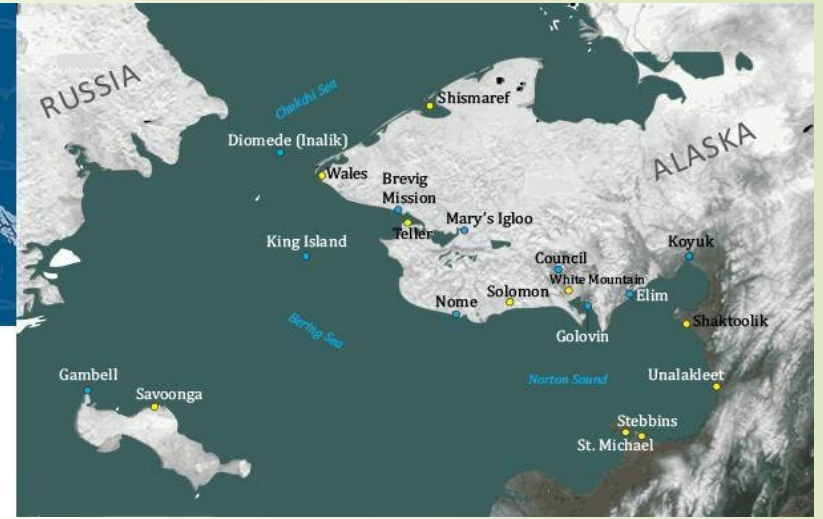 RUSSIA
Chukchi Sea
Shismaref
ALASKA
Diomede (Inalik)
Wales
Brevig
Mission
Teller
Mary's Igloo
King Island
Council
Koyuk
White Mountain
Solomon
Elim
Nome
Golovin
Shaktoolik
Bering Sea
Gambell
Savoonga
Norton Sound
Unalakleet
Stebbins
St. Michael